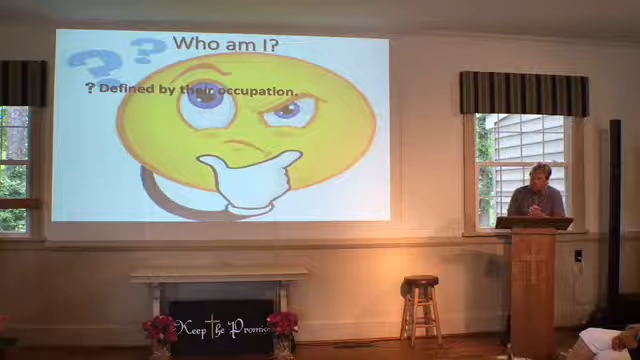 Who am I?
? Defined by their occupation.
Keep the Promise